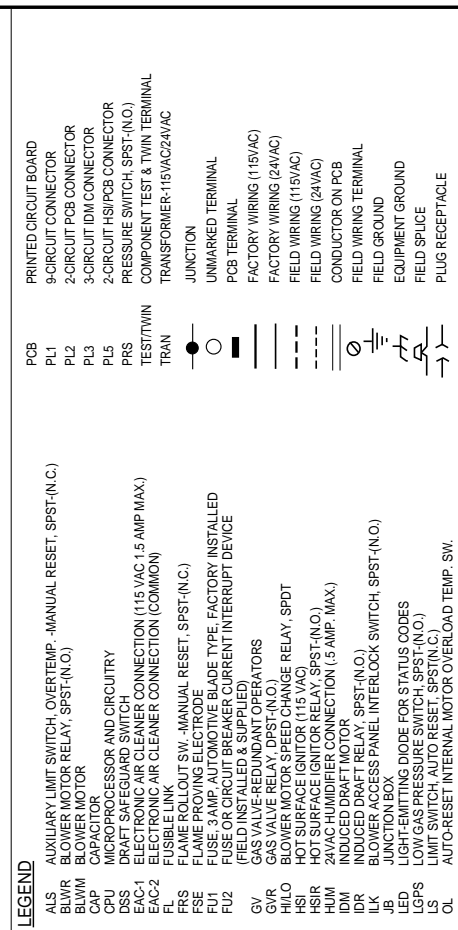 LEGEND
ALS AUXILIARY LIMIT SWITCH, OVERTEMP. -MANUAL RESET, SPST-(N.C.)
BLWR BLOWER MOTOR RELAY, SPST-(N.O.)
BLWM BLOWER MOTOR
CAP CAPACITOR
CPU MICROPROCESSOR AND CIRCUITRY
DSS DRAFT SAFEGUARD SWITCH
EAC-1 ELECTRONIC AIR CLEANER CONNECTION (115 VAC 1.5 AMP MAX.)
EAC-2 ELECTRONIC AIR CLEANER CONNECTION (COMMON)
FL FUSIBLE LINK
FRS FLAME ROLLOUT SW. -MANUAL RESET, SPST-(N.C.)
FSE FLAME PROVING ELECTRODE
FU1 FUSE, 3 AMP, AUTOMOTIVE BLADE TYPE, FACTORY INSTALLED
FU2 FUSE OR CIRCUIT BREAKER CURRENT INTERRUPT DEVICE
(FIELD INSTALLED & SUPPLIED)
GV GAS VALVE-REDUNDANT OPERATORS
GVR GAS VALVE RELAY, DPST-(N.O.)
HI/LO BLOWER MOTOR SPEED CHANGE RELAY, SPDT
HSI HOT SURFACE IGNITOR (115 VAC)
HSIR HOT SURFACE IGNITOR RELAY, SPST-(N.O.)
HUM 24VAC HUMIDIFIER CONNECTION (.5 AMP. MAX.)
IDM INDUCED DRAFT MOTOR
IDR INDUCED DRAFT RELAY, SPST-(N.O.)
ILK BLOWER ACCESS PANEL INTERLOCK SWITCH, SPST-(N.O.)
JB JUNCTION BOX
LED LIGHT-EMITTING DIODE FOR STATUS CODES
LGPS LOW GAS PRESSURE SWITCH, SPST-(N.O.)
LS LIMIT SWITCH, AUTO RESET, SPST(N.C.)
OL AUTO-RESET INTERNAL MOTOR OVERLOAD TEMP. SW.
PCB PRINTED CIRCUIT BOARD
PL1 9-CIRCUIT CONNECTOR
PL2 2-CIRCUIT PCB CONNECTOR
PL3 3-CIRCUIT IDM CONNECTOR
PL5 2-CIRCUIT HSI/PCB CONNECTOR
PRS PRESSURE SWITCH, SPST-(N.O.)
TEST/TWIN COMPONENT TEST & TWIN TERMINAL
TRAN TRANSFORMER-115VAC/24VAC
JUNCTION
UNMARKED TERMINAL
PCB TERMINAL
FACTORY WIRING (115VAC)
FACTORY WIRING (24VAC)
FIELD WIRING (115VAC)
FIELD WIRING (24VAC)
CONDUCTOR ON PCB
FIELD WIRING TERMINAL
FIELD GROUND
EQUIPMENT GROUND
FIELD SPLICE
PLUG RECEPTACLE